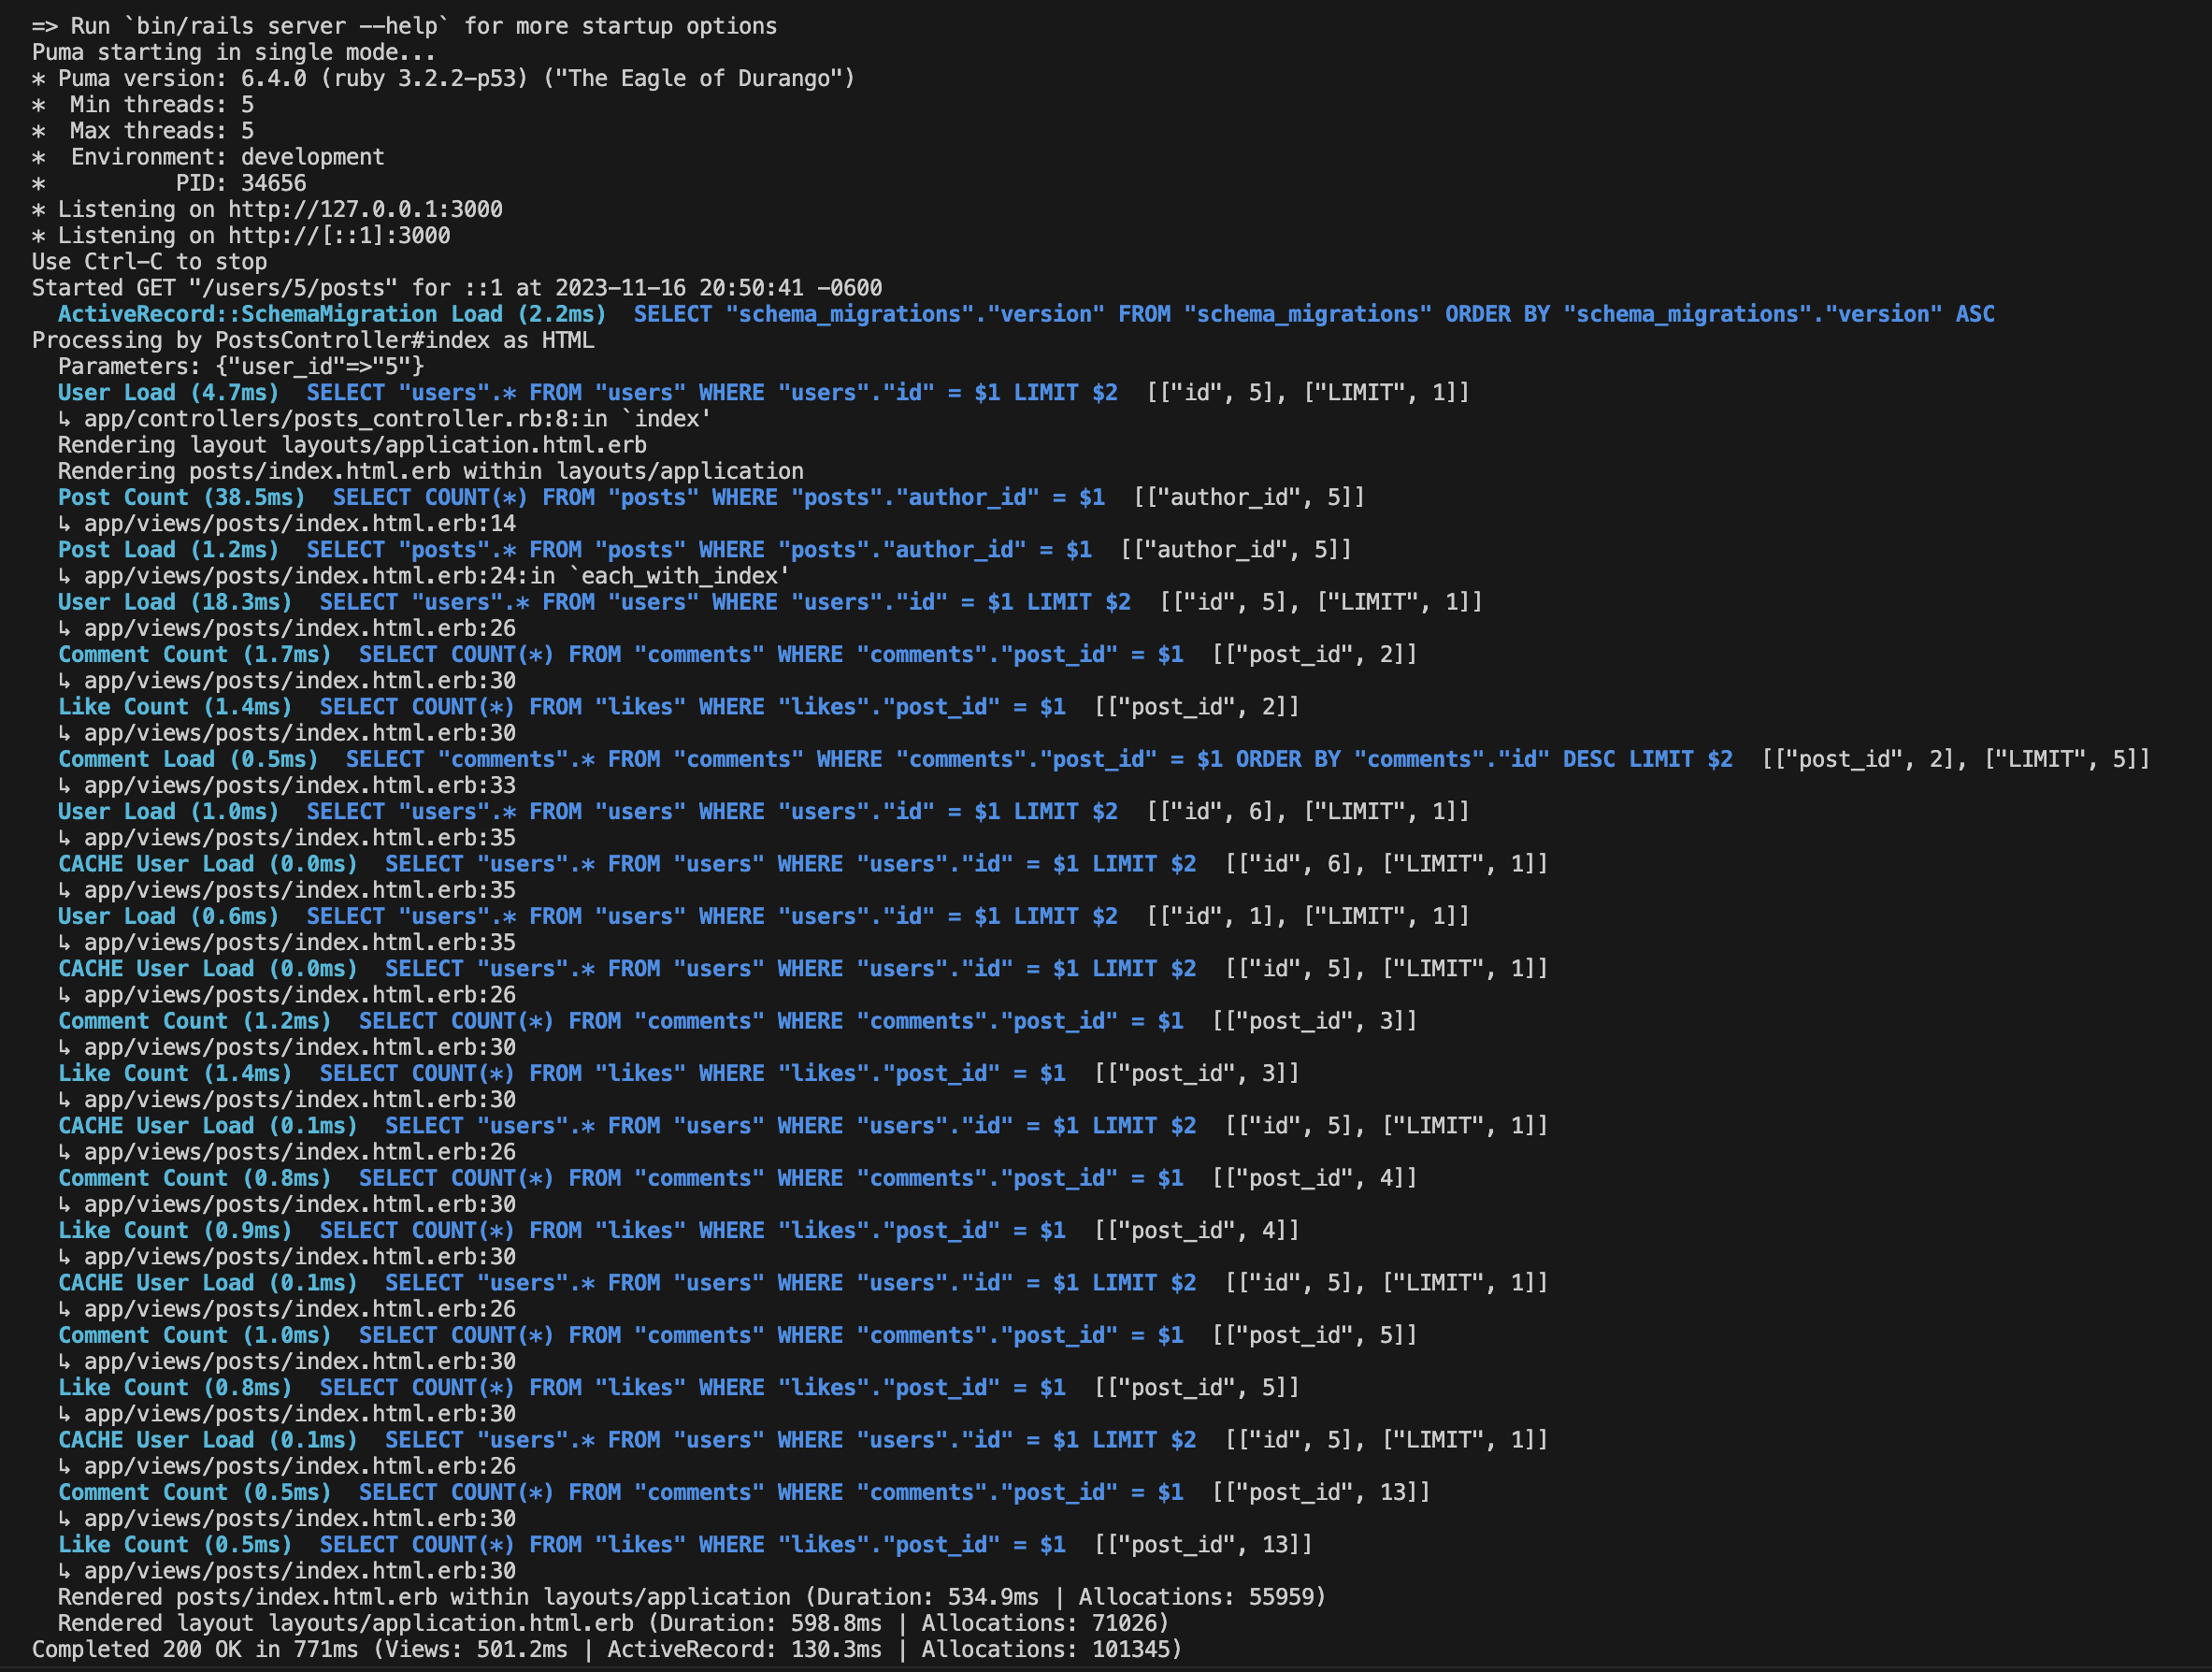 => Run `bin/rails server --help` for more startup options
Puma starting in single mode...
* Puma version: 6.4.0 (ruby 3.2.2-p53) ("The Eagle of Durango")
*  Min threads: 5
*  Max threads: 5
*  Environment: development
*          PID: 34656
* Listening on http://127.0.0.1:3000
* Listening on http://[::1]:3000
Use Ctrl-C to stop
Started GET "/users/5/posts" for ::1 at 2023-11-16 20:50:41 -0600
  ActiveRecord::SchemaMigration Load (2.2ms)  SELECT "schema_migrations"."version" FROM "schema_migrations" ORDER BY "schema_migrations"."version" ASC
Processing by PostsController#index as HTML
  Parameters: {"user_id"=>"5"}
  User Load (4.7ms)  SELECT "users".* FROM "users" WHERE "users"."id" = $1 LIMIT $2  [["id", 5], ["LIMIT", 1]]
  ↳ app/controllers/posts_controller.rb:8:in `index'
  Rendering layout layouts/application.html.erb
  Rendering posts/index.html.erb within layouts/application
  Post Count (38.5ms)  SELECT COUNT(*) FROM "posts" WHERE "posts"."author_id" = $1  [["author_id", 5]]
  ↳ app/views/posts/index.html.erb:14
  Post Load (1.2ms)  SELECT "posts".* FROM "posts" WHERE "posts"."author_id" = $1  [["author_id", 5]]
  ↳ app/views/posts/index.html.erb:24:in `each_with_index'
  User Load (18.3ms)  SELECT "users".* FROM "users" WHERE "users"."id" = $1 LIMIT $2  [["id", 5], ["LIMIT", 1]]
  ↳ app/views/posts/index.html.erb:26
  Comment Count (1.7ms)  SELECT COUNT(*) FROM "comments" WHERE "comments"."post_id" = $1  [["post_id", 2]]
  ↳ app/views/posts/index.html.erb:30
  Like Count (1.4ms)  SELECT COUNT(*) FROM "likes" WHERE "likes"."post_id" = $1  [["post_id", 2]]
  ↳ app/views/posts/index.html.erb:30
  Comment Load (0.5ms)  SELECT "comments".* FROM "comments" WHERE "comments"."post_id" = $1 ORDER BY "comments"."id" DESC LIMIT $2  [["post_id", 2], ["LIMIT", 5]]
  ↳ app/views/posts/index.html.erb:33
  User Load (1.0ms)  SELECT "users".* FROM "users" WHERE "users"."id" = $1 LIMIT $2  [["id", 6], ["LIMIT", 1]]
  ↳ app/views/posts/index.html.erb:35
  CACHE User Load (0.0ms)  SELECT "users".* FROM "users" WHERE "users"."id" = $1 LIMIT $2  [["id", 6], ["LIMIT", 1]]
  ↳ app/views/posts/index.html.erb:35
  User Load (0.6ms)  SELECT "users".* FROM "users" WHERE "users"."id" = $1 LIMIT $2  [["id", 1], ["LIMIT", 1]]
  ↳ app/views/posts/index.html.erb:35
  CACHE User Load (0.0ms)  SELECT "users".* FROM "users" WHERE "users"."id" = $1 LIMIT $2  [["id", 5], ["LIMIT", 1]]
  ↳ app/views/posts/index.html.erb:26
  Comment Count (1.2ms)  SELECT COUNT(*) FROM "comments" WHERE "comments"."post_id" = $1  [["post_id", 3]]
  ↳ app/views/posts/index.html.erb:30
  Like Count (1.4ms)  SELECT COUNT(*) FROM "likes" WHERE "likes"."post_id" = $1  [["post_id", 3]]
  ↳ app/views/posts/index.html.erb:30
  CACHE User Load (0.1ms)  SELECT "users".* FROM "users" WHERE "users"."id" = $1 LIMIT $2  [["id", 5], ["LIMIT", 1]]
  ↳ app/views/posts/index.html.erb:26
  Comment Count (0.8ms)  SELECT COUNT(*) FROM "comments" WHERE "comments"."post_id" = $1  [["post_id", 4]]
  ↳ app/views/posts/index.html.erb:30
  Like Count (0.9ms)  SELECT COUNT(*) FROM "likes" WHERE "likes"."post_id" = $1  [["post_id", 4]]
  ↳ app/views/posts/index.html.erb:30
  CACHE User Load (0.1ms)  SELECT "users".* FROM "users" WHERE "users"."id" = $1 LIMIT $2  [["id", 5], ["LIMIT", 1]]
  ↳ app/views/posts/index.html.erb:26
  Comment Count (1.0ms)  SELECT COUNT(*) FROM "comments" WHERE "comments"."post_id" = $1  [["post_id", 5]]
  ↳ app/views/posts/index.html.erb:30
  Like Count (0.8ms)  SELECT COUNT(*) FROM "likes" WHERE "likes"."post_id" = $1  [["post_id", 5]]
  ↳ app/views/posts/index.html.erb:30
  CACHE User Load (0.1ms)  SELECT "users".* FROM "users" WHERE "users"."id" = $1 LIMIT $2  [["id", 5], ["LIMIT", 1]]
  ↳ app/views/posts/index.html.erb:26
  Comment Count (0.5ms)  SELECT COUNT(*) FROM "comments" WHERE "comments"."post_id" = $1  [["post_id", 13]]
  ↳ app/views/posts/index.html.erb:30
  Like Count (0.5ms)  SELECT COUNT(*) FROM "likes" WHERE "likes"."post_id" = $1  [["post_id", 13]]
  ↳ app/views/posts/index.html.erb:30
  Rendered posts/index.html.erb within layouts/application (Duration: 534.9ms | Allocations: 55959)
  Rendered layout layouts/application.html.erb (Duration: 598.8ms | Allocations: 71026)
Completed 200 OK in 771ms (Views: 501.2ms | ActiveRecord: 130.3ms | Allocations: 101345)